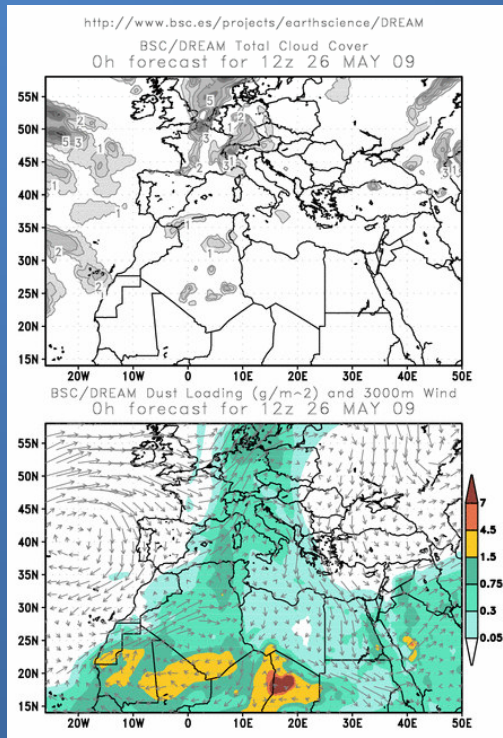 http://www.bsc.es/projects/earthscience/DREAM
BSC/DREAM Total Cloud Cover
0h forecast for 12z 26 MAY 09
55N
50N
45N
40N
35N
30N
25N
20N
15N
20W 10W 0 10E 20E 30E 40E 50E
BSC/DREAM Dust Loading (g/m^2) and 3000m Wind
0h forecast for 12z 26 MAY 09
55N
50N
45N
40N
35N
30N
25N
20N
15N
20W 10W 0 10E 20E 30E 40E 50E
7
4.5
1.5
0.75
0.3
0.05